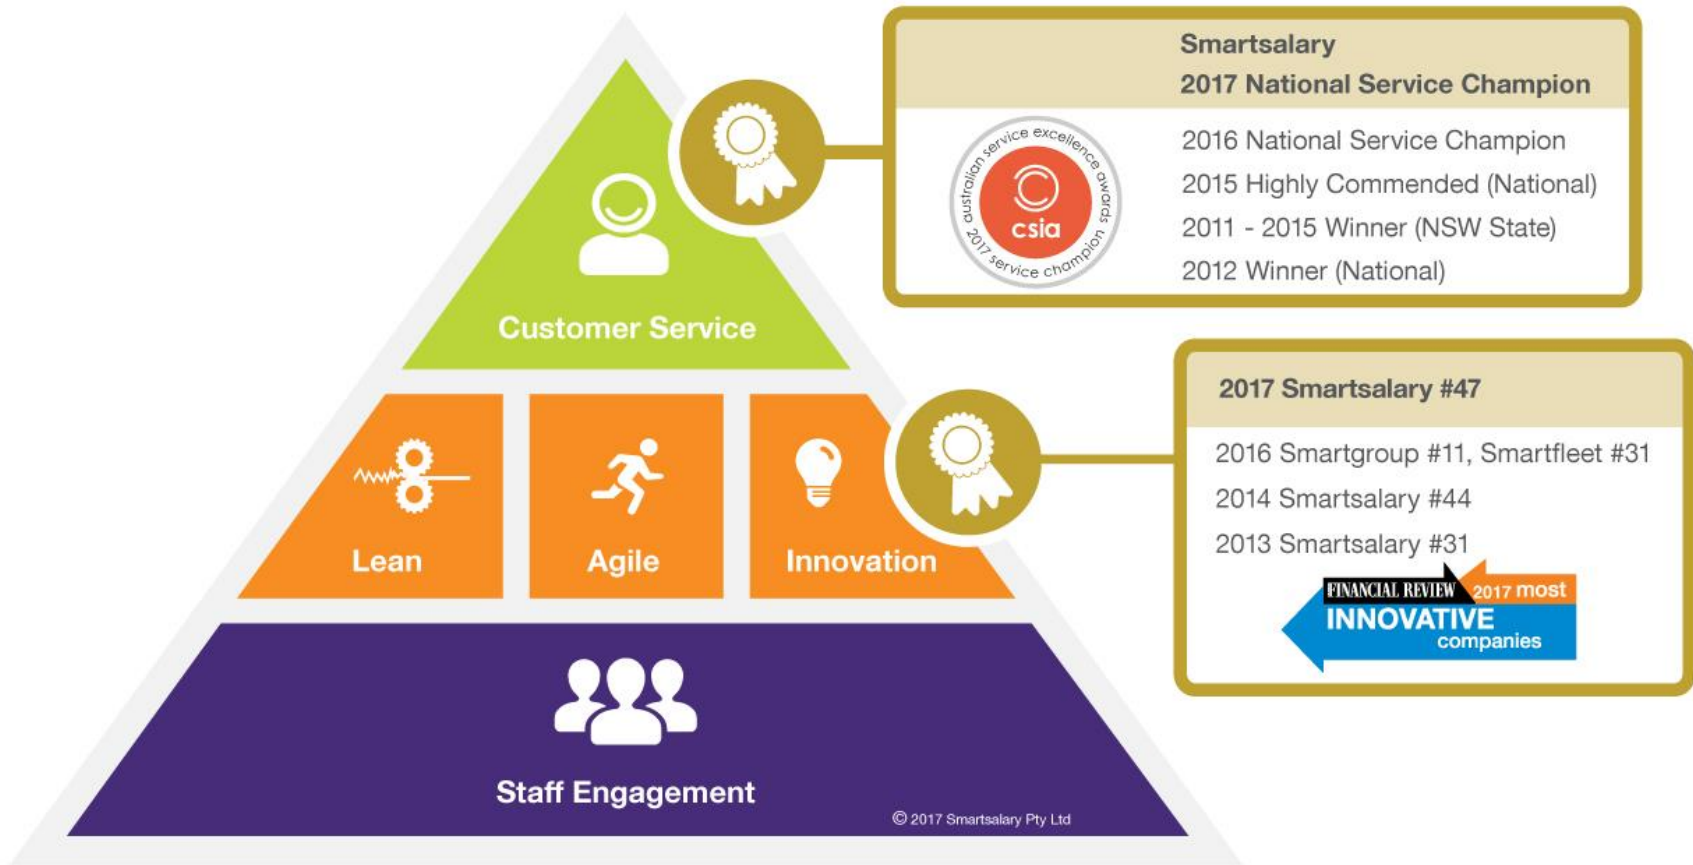 Smartsalary
2017 National Service Champion
australian service excellence awards
2017 service champion
csia
2016 National Service Champion
2015 Highly Commended (National)
2011 - 2015 Winner (NSW State)
2012 Winner (National)
Customer Service
2017 Smartsalary #47
2016 Smartgroup #11, Smartfleet #31
2014 Smartsalary #44
2013 Smartsalary #31
FINANCIAL REVIEW 2017 most
INNOVATIVE
companies
Lean
Agile
Innovation
Staff Engagement
© 2017 Smartsalary Pty Ltd